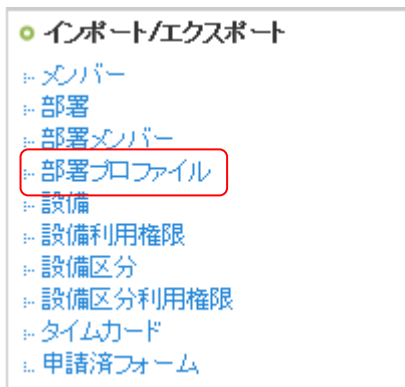 インポート/エクスポート
メンバー
部署
部署メンバー
部署プロファイル
設備
設備利用権限
設備区分
設備区分利用権限
タイムカード
申請済フォーム